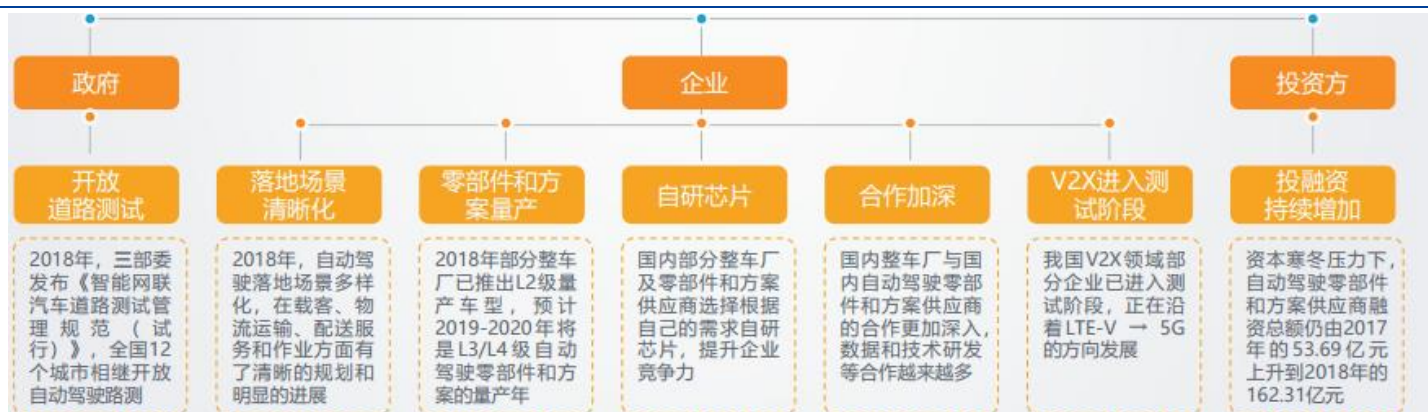 政府
企业
投资方
开放
道路测试
落地场景
清晰化
零部件和方
案量产
自研芯片
合作加深
V2X进入测
试阶段
投融资
持续增加
2018年，三部委
发布《智能网联
汽车道路测试管
理规范（试
行）》，全国12
个城市相继开放
自动驾驶路测
2018年，自动驾
驶落地场景多样
化，在载客、物
流运输、配送服
务和作业方面有
了清晰的规划和
明显的进展
2018年部分整车
厂已推出L2级量
产车型，预计
2019-2020年将
是L3/L4级自动
驾驶零部件和方
案的量产年
国内部分整车厂
及零部件和方案
供应商选择根据
自己的需求自研
芯片，提升企业
竞争力
国内整车厂与国
内自动驾驶零部
件和方案供应商
的合作更加深入，
数据和技术研发
等合作越来越多
我国V2X领域部
分企业已进入测
试阶段，正在沿
着LTE-V → 5G
的方向发展
资本寒冬压力下，
自动驾驶零部件
和方案供应商融
资总额仍由2017
年的53.69亿元
上升到2018年的
162.31亿元